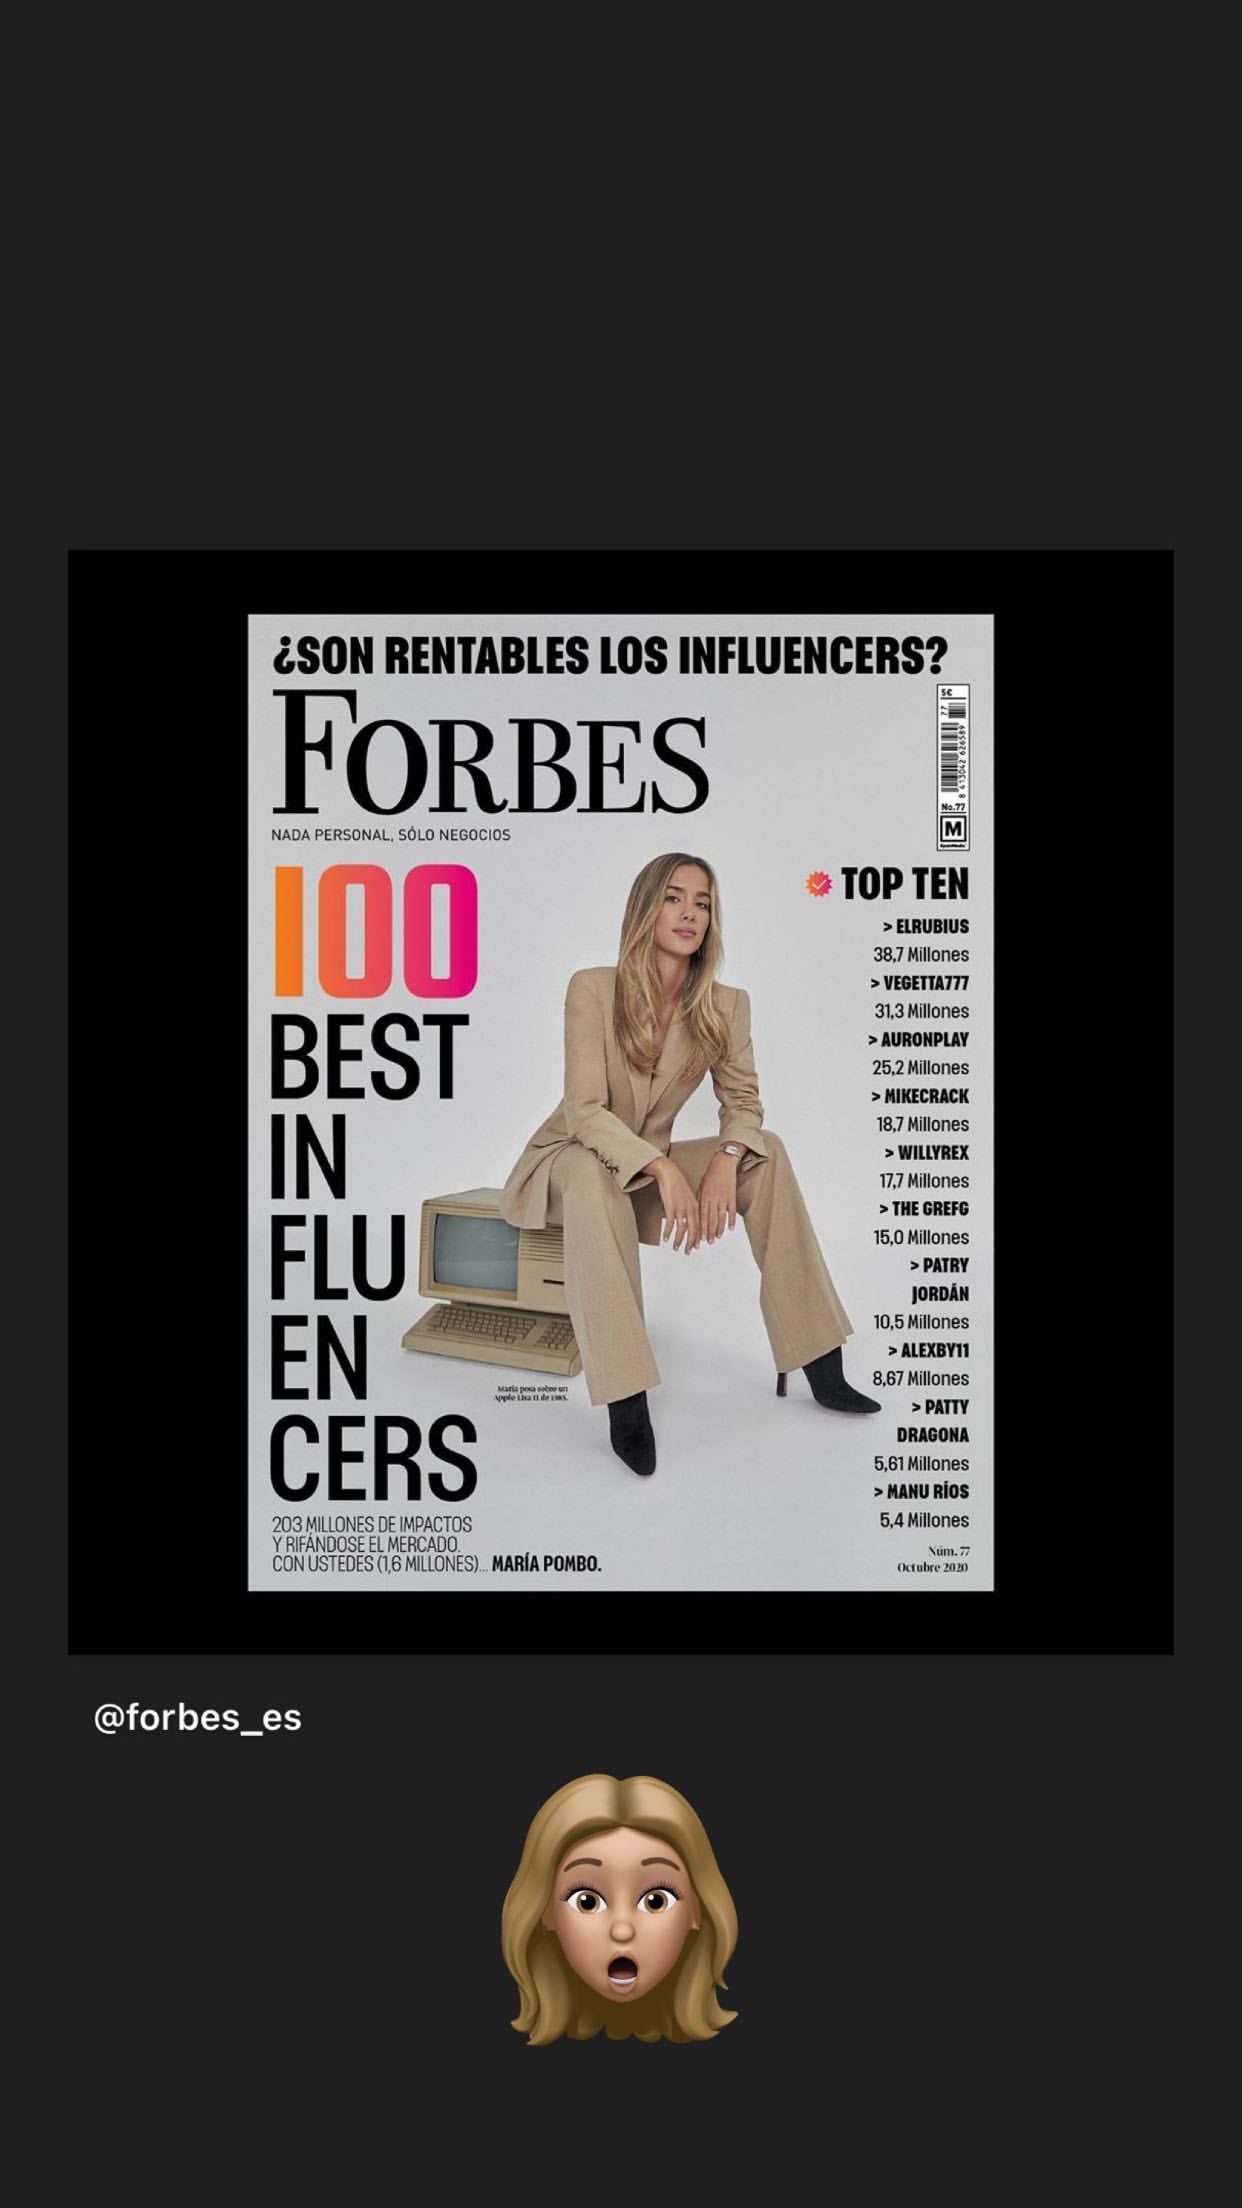 ¿SON RENTABLES LOS INFLUENCERS?
FORBES
NADA PERSONAL, SÓLO NEGOCIOS
5€
77
8 413042 626589
No.77
M
100
BEST
IN
FLU
EN
CERS
María posa sobre un
Apple Lisa II de 1983.
203 MILLONES DE IMPACTOS
Y RIFÁNDOSE EL MERCADO.
CON USTEDES (1,6 MILLONES)... MARÍA POMBO.
TOP TEN
> ELRUBIUS
38,7 Millones
> VEGETTA777
31,3 Millones
> AURONPLAY
25,2 Millones
> MIKECRACK
18,7 Millones
> WILLYREX
17,7 Millones
> THE GREFG
15,0 Millones
> PATRY
JORDÁN
10,5 Millones
> ALEXBY11
8,67 Millones
> PATTY
DRAGONA
5,61 Millones
> MANU RÍOS
5,4 Millones
Núm. 77
Octubre 2020
@forbes_es